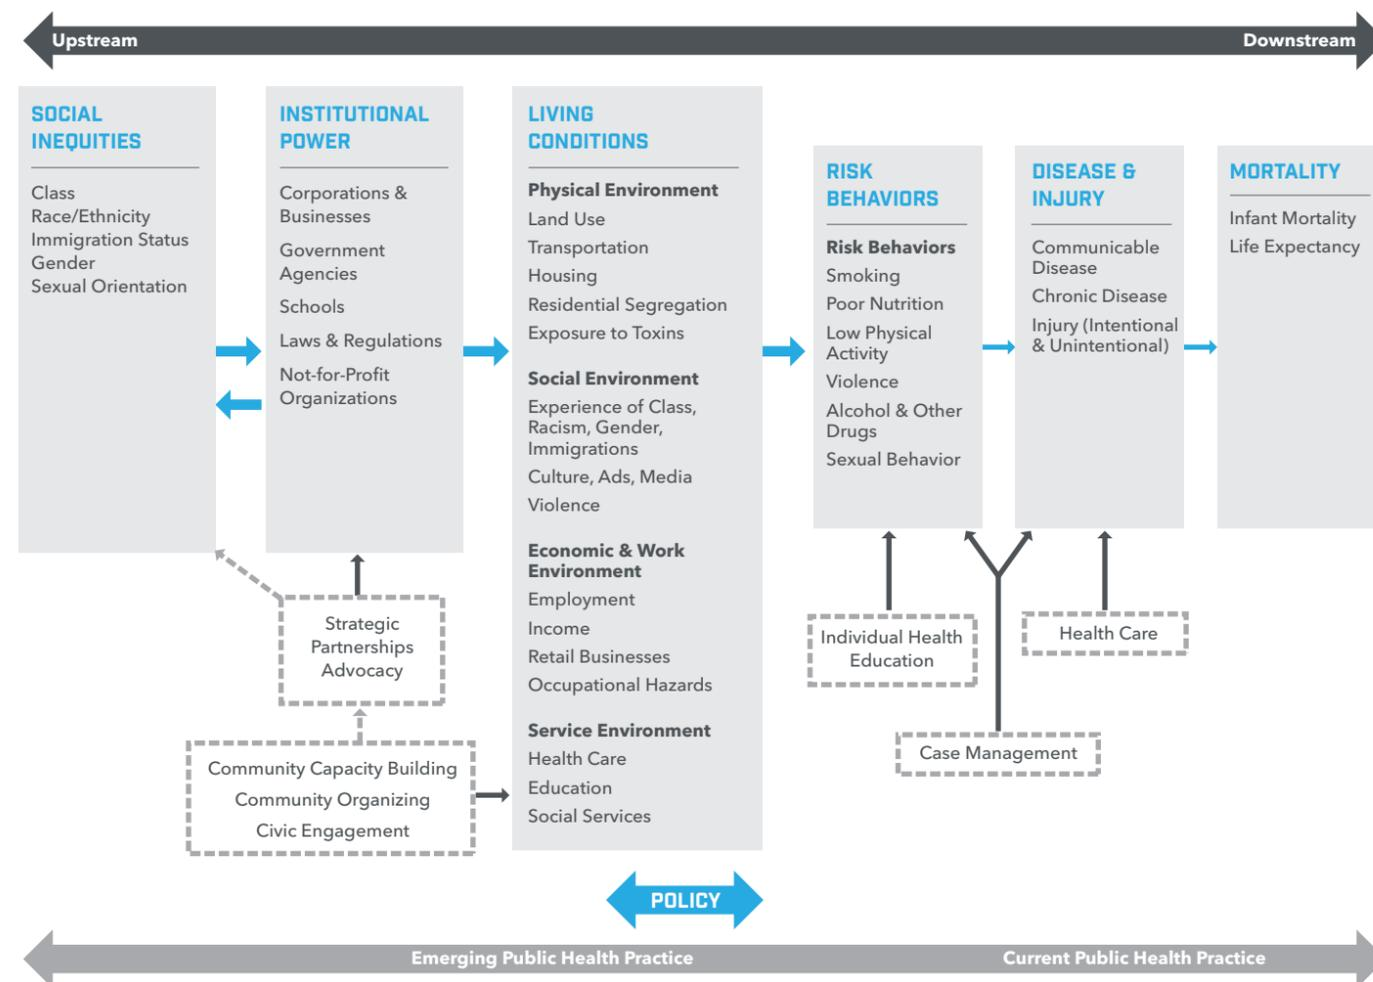 Upstream
Downstream
SOCIAL
INEQUITIES
Class
Race/Ethnicity
Immigration Status
Gender
Sexual Orientation
INSTITUTIONAL
POWER
Corporations &
Businesses
Government
Agencies
Schools
Laws & Regulations
Not-for-Profit
Organizations
LIVING
CONDITIONS
Physical Environment
Land Use
Transportation
Housing
Residential Segregation
Exposure to Toxins
Social Environment
Experience of Class,
Racism, Gender,
Immigrations
Culture, Ads, Media
Violence
Economic & Work
Environment
Employment
Income
Retail Businesses
Occupational Hazards
Service Environment
Health Care
Education
Social Services
RISK
BEHAVIORS
Risk Behaviors
Smoking
Poor Nutrition
Low Physical
Activity
Violence
Alcohol & Other
Drugs
Sexual Behavior
DISEASE &
INJURY
Communicable
Disease
Chronic Disease
Injury (Intentional
& Unintentional)
MORTALITY
Infant Mortality
Life Expectancy
Strategic
Partnerships
Advocacy
Community Capacity Building
Community Organizing
Civic Engagement
Individual Health
Education
Health Care
Case Management
POLICY
Emerging Public Health Practice
Current Public Health Practice